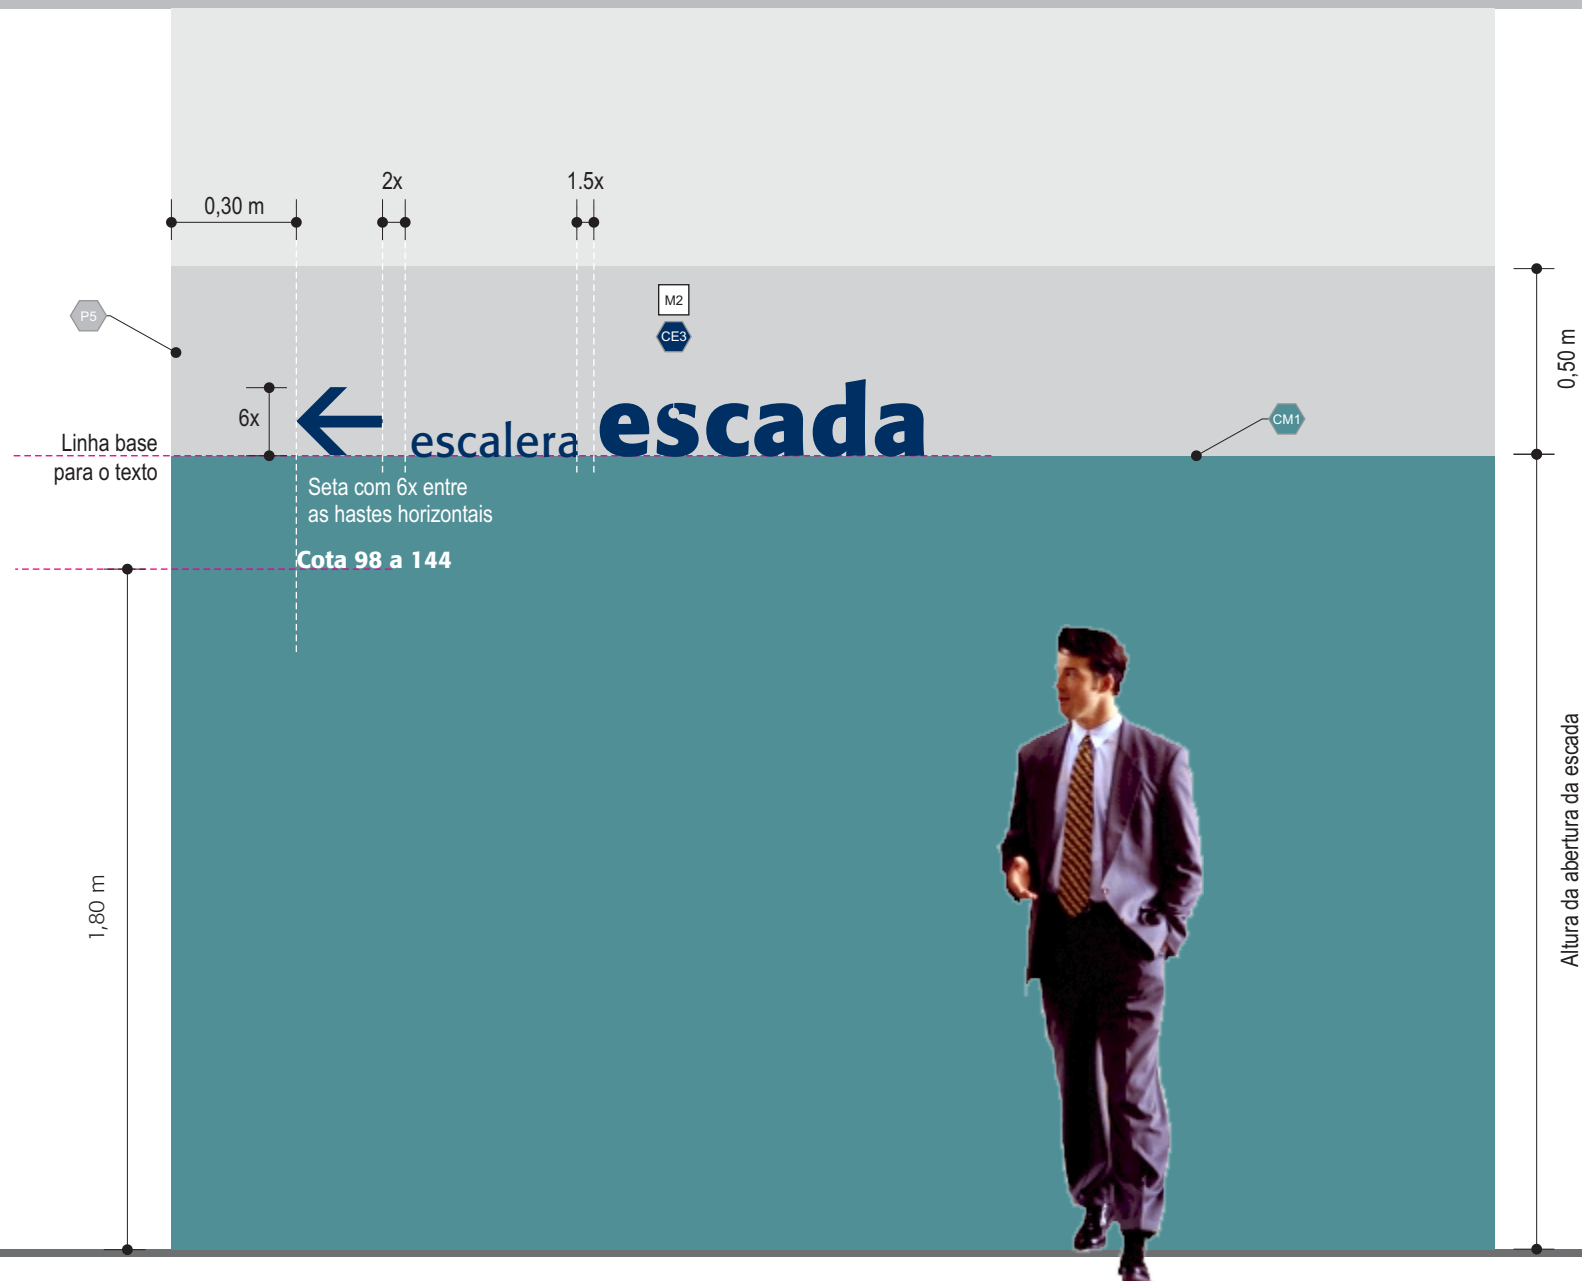 2x
1.5x
0,30 m
M2
P5
CE3
0,50 m
6x
CM1
Linha base
para o texto
escalera escada
Seta com 6x entre
as hastes horizontais
Cota 98 a 144
1,80 m
Altura da abertura da escada